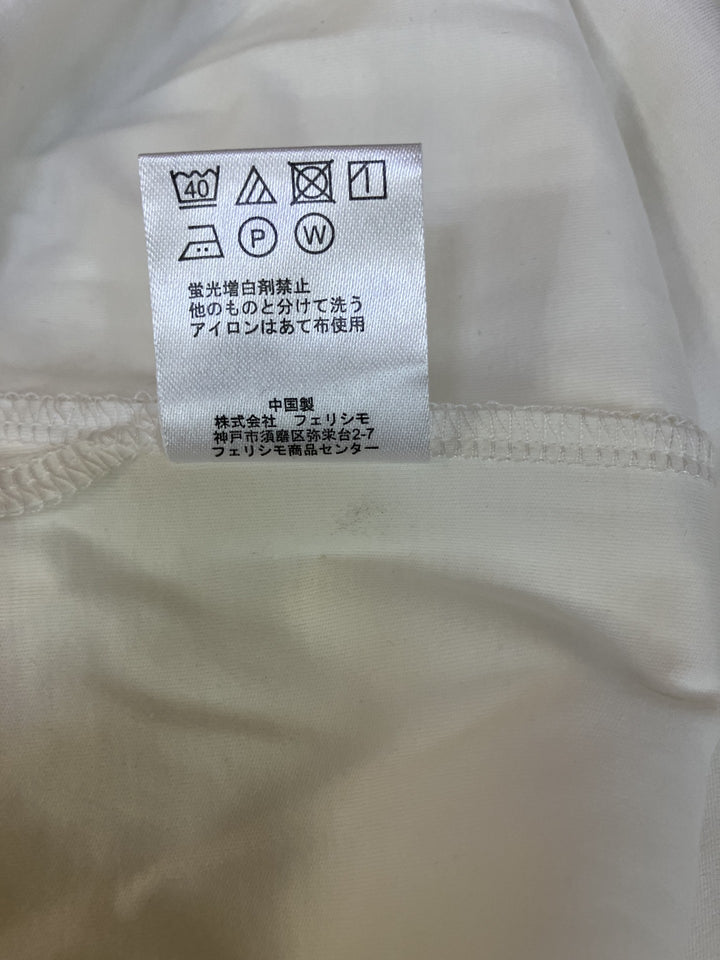 40
P W
蛍光増白剤禁止
他のものと分けて洗う
アイロンはあて布使用
中国製
株式会社 フェリシモ
神戸市須磨区弥栄台2-7
フェリシモ商品センター